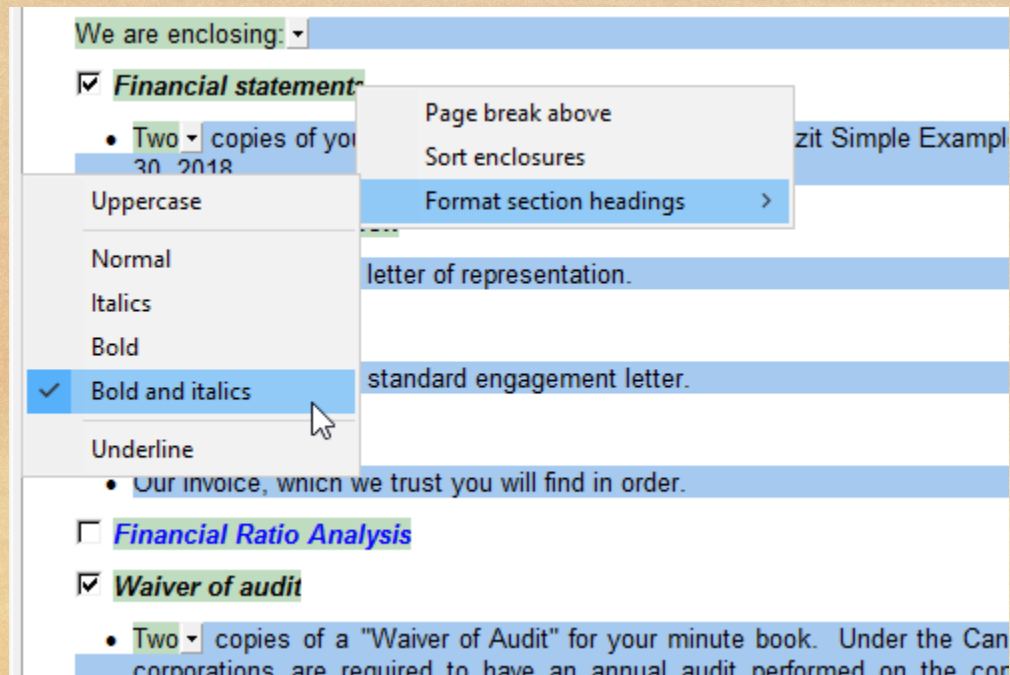 We are enclosing:
Financial statements
Page break above
Two copies of you zit Simple Exampl
Sort enclosures
30, 2018
Uppercase
Format section headings
Normal
letter of representation.
Italics
Bold
Bold and italics
standard engagement letter.
Underline
Our invoice, which we trust you will find in order.
Financial Ratio Analysis
Waiver of audit
Two copies of a "Waiver of Audit" for your minute book. Under the Can
corporations are required to have an annual audit performed on the cor